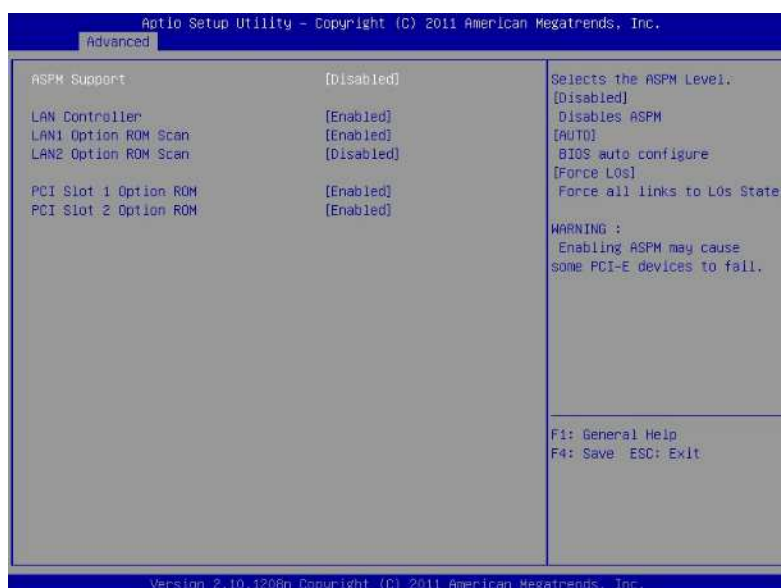 Aptio Setup Utility – Copyright (C) 2011 American Megatrends, Inc.
Advanced
ASPM Support [Disabled]
LAN Controller [Enabled]
LAN1 Option ROM Scan [Enabled]
LAN2 Option ROM Scan [Disabled]
PCI Slot 1 Option ROM [Enabled]
PCI Slot 2 Option ROM [Enabled]
Selects the ASPM Level.
[Disabled]
Disables ASPM
[AUTO]
BIOS auto configure
[Force L0s]
Force all links to L0s State
WARNING :
Enabling ASPM may cause
some PCI-E devices to fail.
F1: General Help
F4: Save ESC: Exit
Version 2.10.1208n Copyright (C) 2011 American Megatrends, Inc.